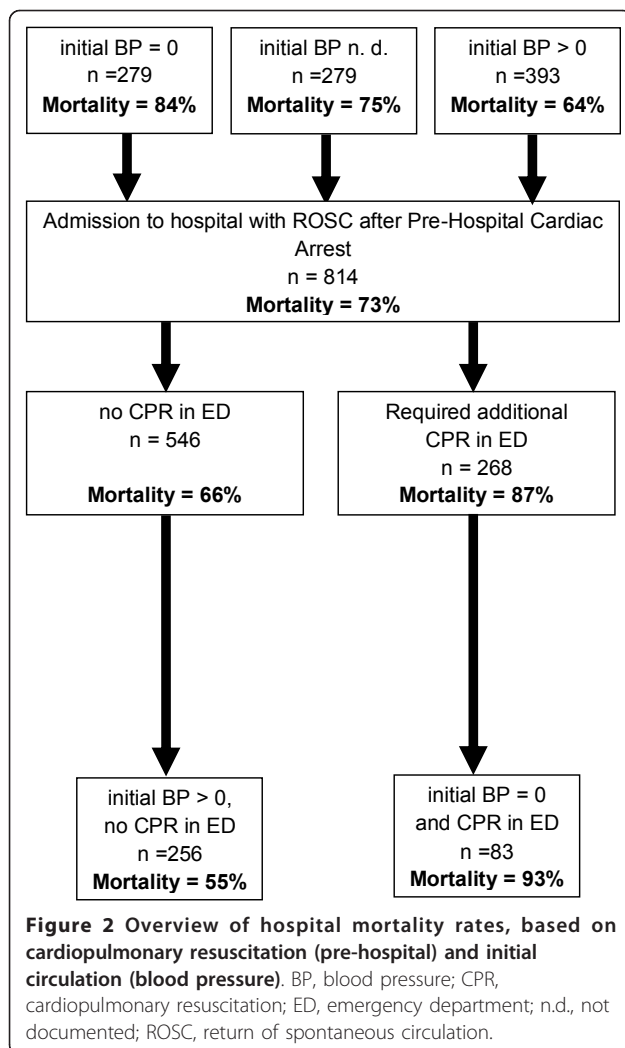 initial BP = 0
n =279
Mortality = 84%
initial BP n. d.
n =279
Mortality = 75%
initial BP > 0
n =393
Mortality = 64%
Admission to hospital with ROSC after Pre-Hospital Cardiac
Arrest
n = 814
Mortality = 73%
no CPR in ED
n = 546
Mortality = 66%
Required additional
CPR in ED
n = 268
Mortality = 87%
initial BP > 0,
no CPR in ED
n =256
Mortality = 55%
initial BP = 0
and CPR in ED
n =83
Mortality = 93%
Figure 2 Overview of hospital mortality rates, based on
cardiopulmonary resuscitation (pre-hospital) and initial
circulation (blood pressure). BP, blood pressure; CPR,
cardiopulmonary resuscitation; ED, emergency department; n.d., not
documented; ROSC, return of spontaneous circulation.